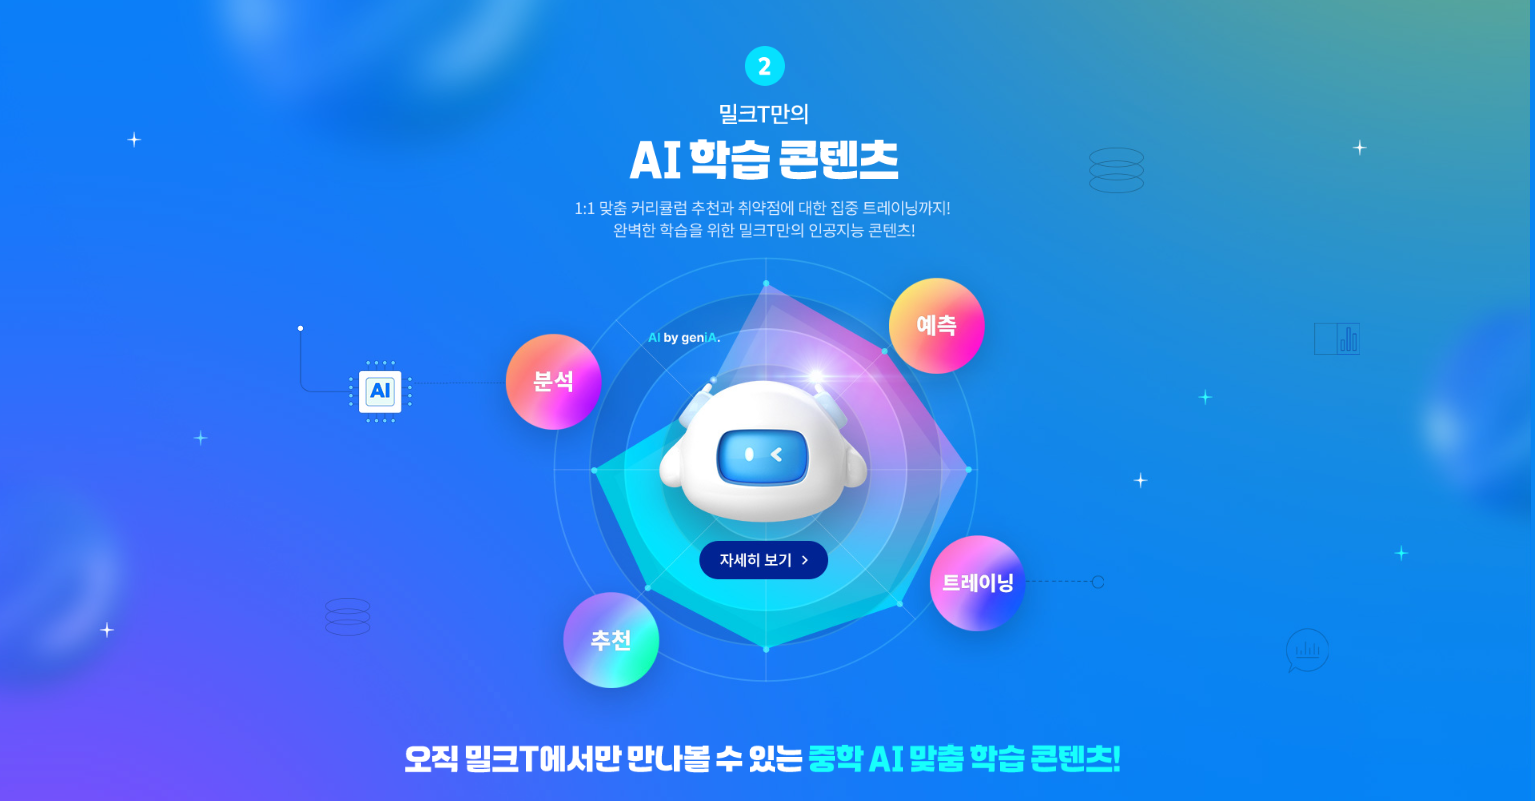 2
밀크T만의
AI 학습 콘텐츠
1:1 맞춤 커리큘럼 추천과 취약점에 대한 집중 트레이닝까지!
완벽한 학습을 위한 밀크T만의 인공지능 콘텐츠!
예측
AI by genIA.
분석
AI
자세히 보기 >
트레이닝
추천
오직 밀크T에서만 만나볼 수 있는 중학 AI 맞춤 학습 콘텐츠!